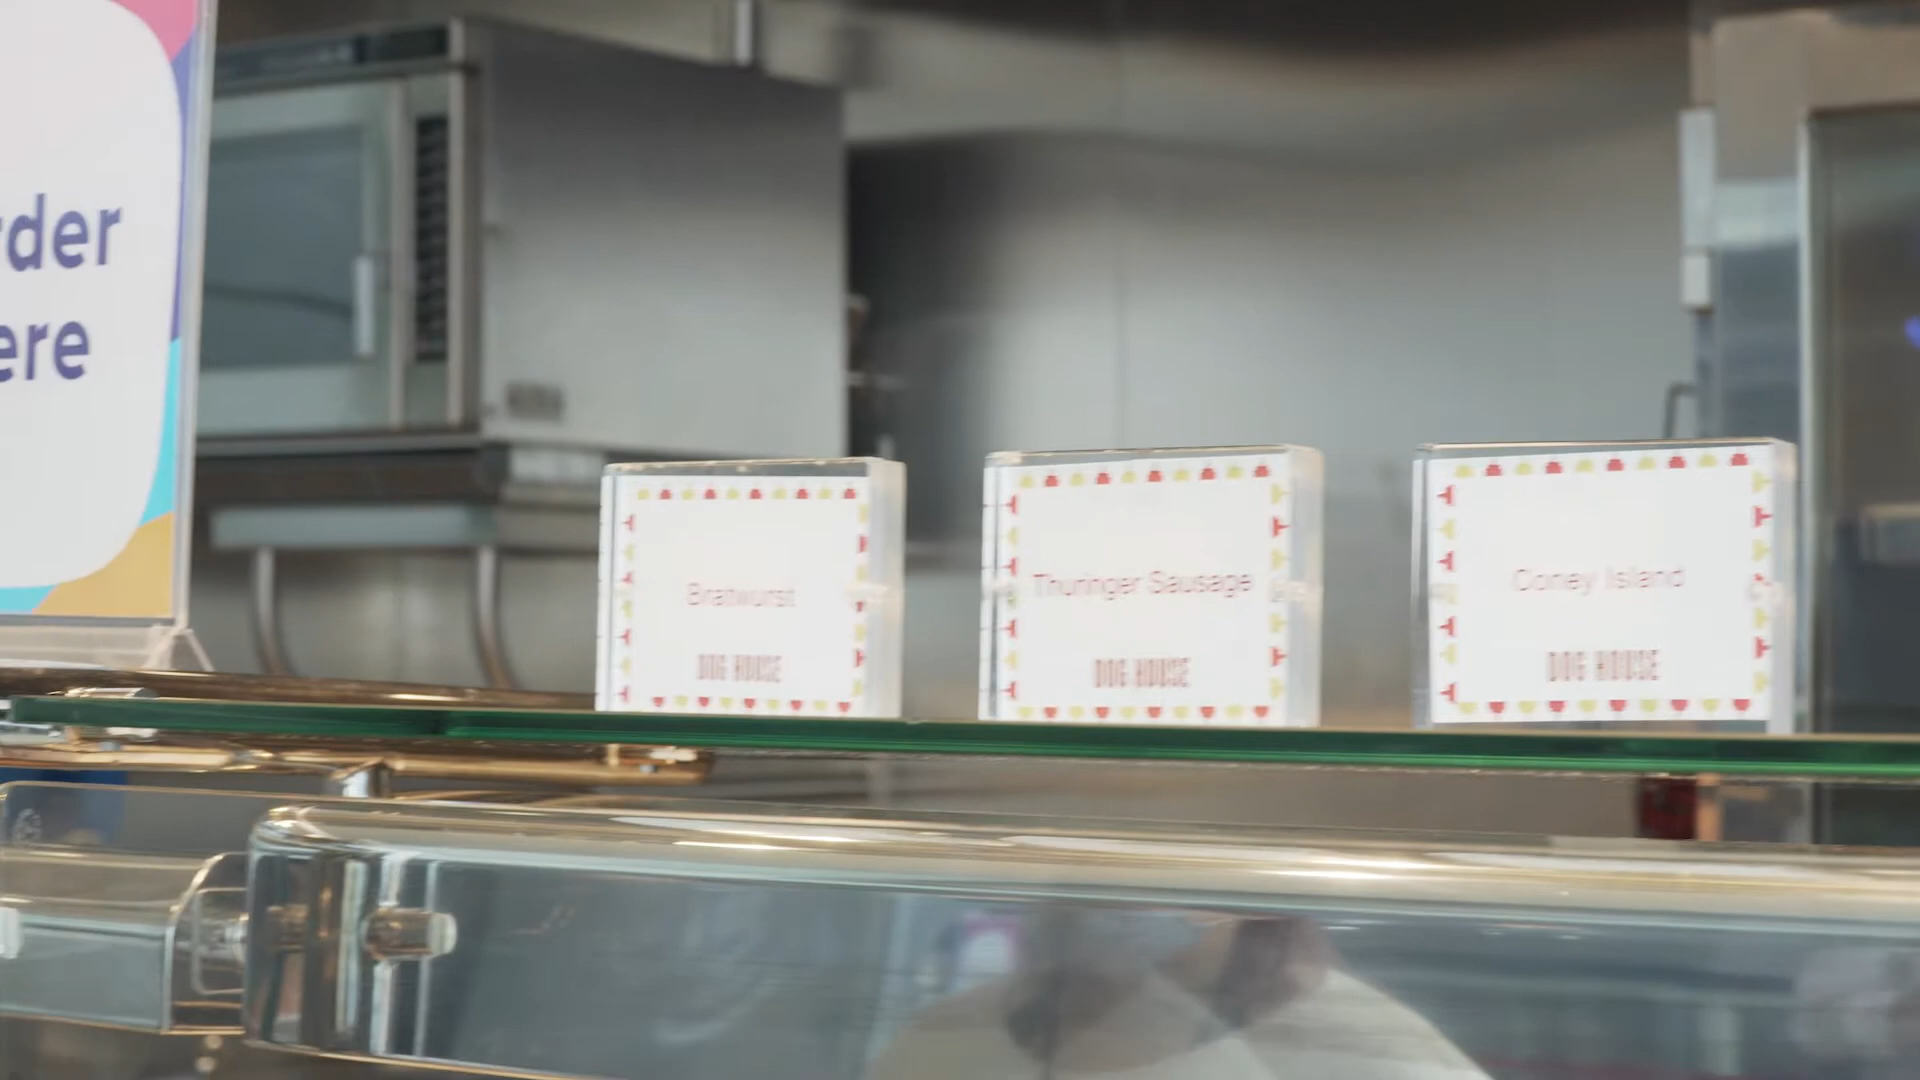 rder
ere
Bratwurst
DOG HOUSE
Thuringer Sausage
DOG HOUSE
Coney Island
DOG HOUSE